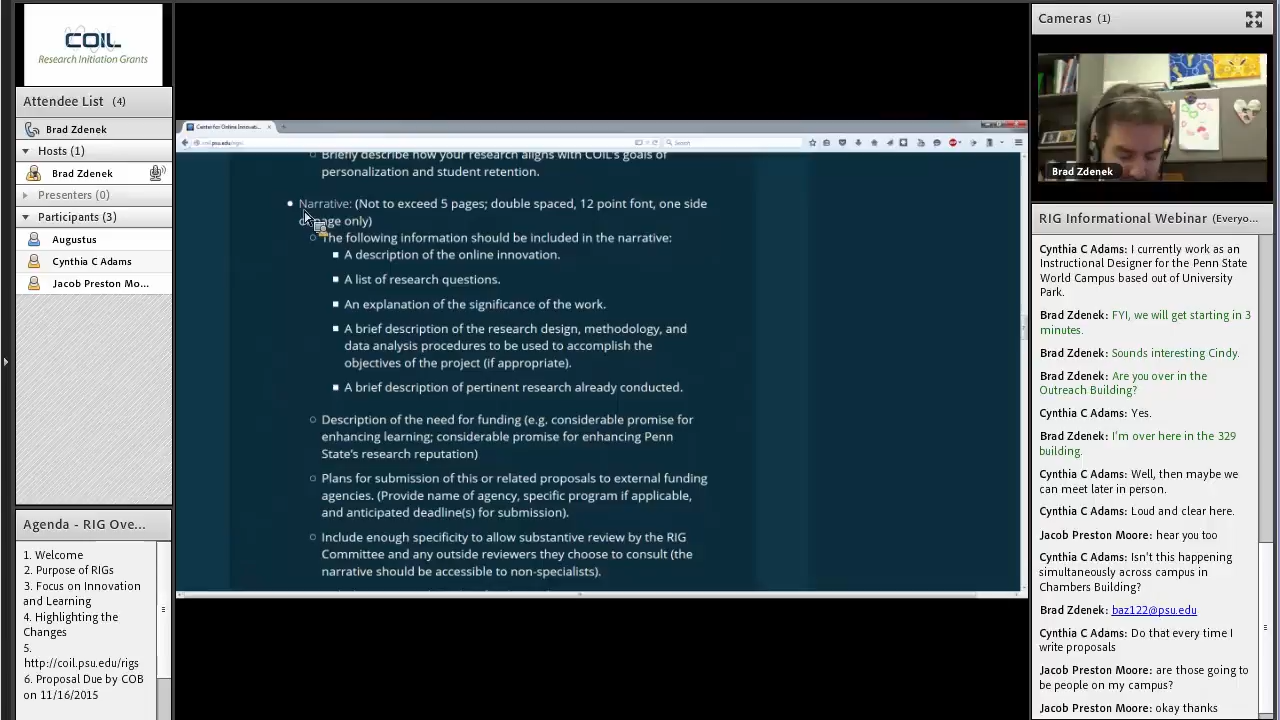 COIL
Research Initiation Grants
Attendee List (4)
Brad Zdenek
Hosts (1)
Brad Zdenek
Presenters (0)
Participants (3)
Augustus
Cynthia C Adams
Jacob Preston Mo...
Agenda - RIG Ove...
1. Welcome
2. Purpose of RIGs
3. Focus on Innovation
and Learning
4. Highlighting the
Changes
5.
http://coil.psu.edu/rigs
6. Proposal Due by COB
on 11/16/2015
Center for Online Innovati...
coil.psu.edu/rigs
Search
Briefly describe how your research aligns with COIL's goals of
personalization and student retention.
Narrative: (Not to exceed 5 pages; double spaced, 12 point font, one side
page only)
The following information should be included in the narrative:
A description of the online innovation.
A list of research questions.
An explanation of the significance of the work.
A brief description of the research design, methodology, and
data analysis procedures to be used to accomplish the
objectives of the project (if appropriate).
A brief description of pertinent research already conducted.
Description of the need for funding (e.g. considerable promise for
enhancing learning; considerable promise for enhancing Penn
State's research reputation)
Plans for submission of this or related proposals to external funding
agencies. (Provide name of agency, specific program if applicable,
and anticipated deadline(s) for submission).
Include enough specificity to allow substantive review by the RIG
Committee and any outside reviewers they choose to consult (the
narrative should be accessible to non-specialists).
Cameras (1)
Brad Zdenek
RIG Informational Webinar (Everyo...
Cynthia C Adams: I currently work as an
Instructional Designer for the Penn State
World Campus based out of University
Park.
Brad Zdenek: FYI, we will get starting in 3
minutes.
Brad Zdenek: Sounds interesting Cindy.
Brad Zdenek: Are you over in the
Outreach Building?
Cynthia C Adams: Yes.
Brad Zdenek: I'm over here in the 329
building.
Cynthia C Adams: Well, then maybe we
can meet later in person.
Cynthia C Adams: Loud and clear here.
Jacob Preston Moore: hear you too
Cynthia C Adams: Isn't this happening
simultaneously across campus in
Chambers Building?
Brad Zdenek: baz122@psu.edu
Cynthia C Adams: Do that every time I
write proposals
Jacob Preston Moore: are those going to
be people on my campus?
Jacob Preston Moore: okay thanks